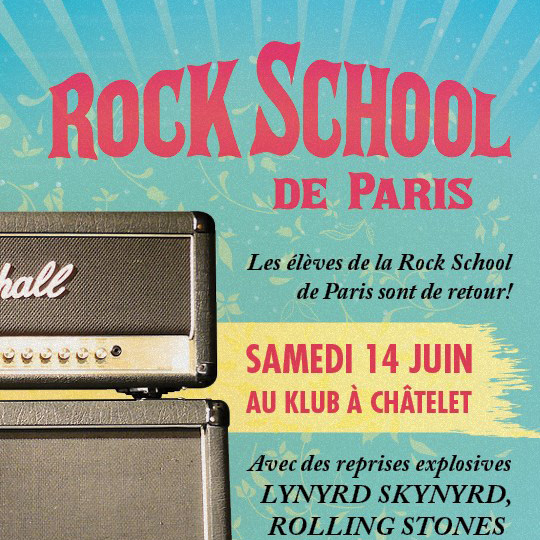 ROCK SCHOOL
DE PARIS
Les élèves de la Rock School
de Paris sont de retour!
hall
SAMEDI 14 JUIN
AU KLUB À CHÂTELET
Avec des reprises explosives
LYNYRD SKYNYRD,
ROLLING STONES